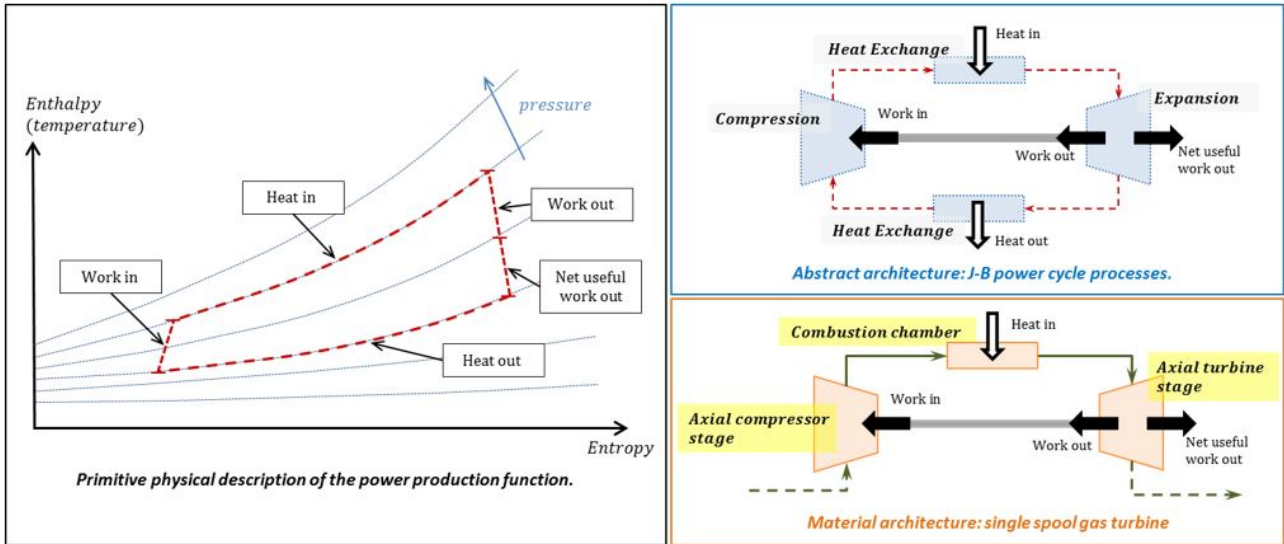 Enthalpy
(temperature)
pressure
Heat in
Work out
Work in
Net useful
work out
Heat out
Entropy
Primitive physical description of the power production function.
Heat in
Heat Exchange
Compression
Work in
Expansion
Work out
Net useful
work out
Heat Exchange
Heat out
Abstract architecture: J-B power cycle processes.
Combustion chamber
Heat in
Axial turbine
stage
Work in
Axial compressor
stage
Work out
Net useful
work out
Material architecture: single spool gas turbine